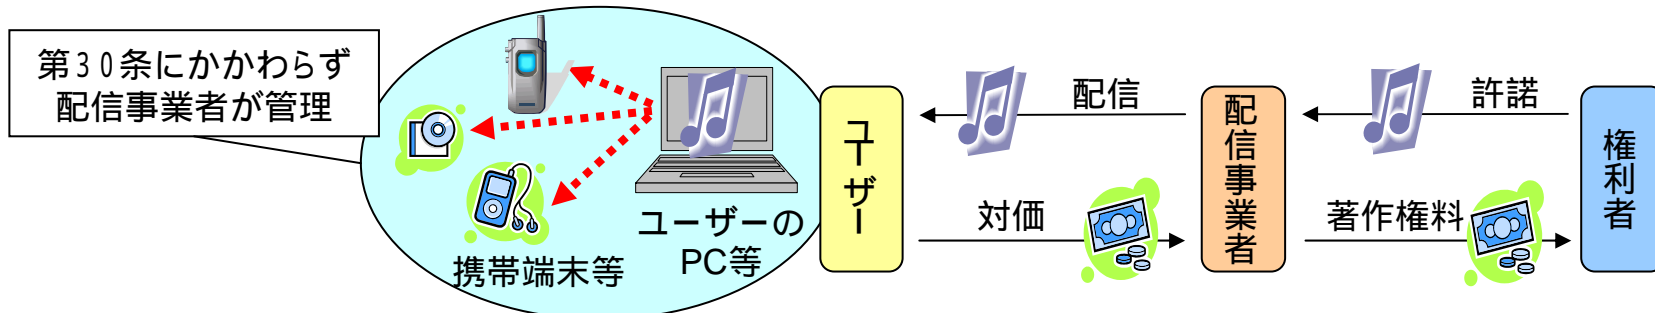 第30条にかかわらず
配信事業者が管理
携帯端末等
ユーザーの
PC等
ユーザー
配信
対価
配信事業者
許諾
著作権料
権利者